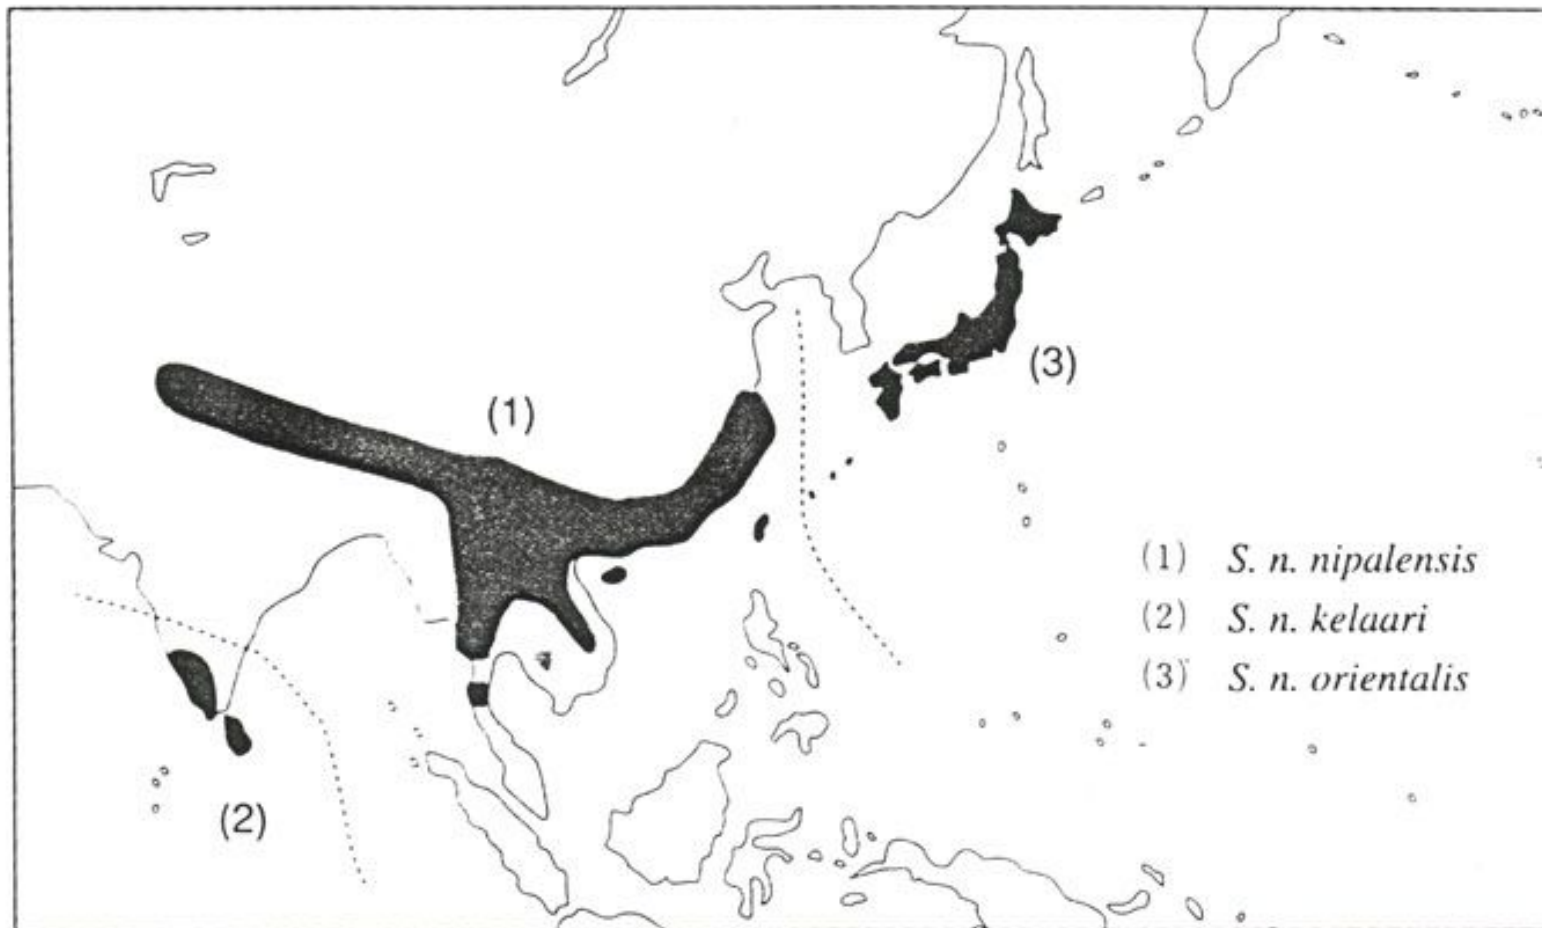 (1)
(3)
(2)
(1) S. n. nipalensis
(2) S. n. kelaari
(3) S. n. orientalis